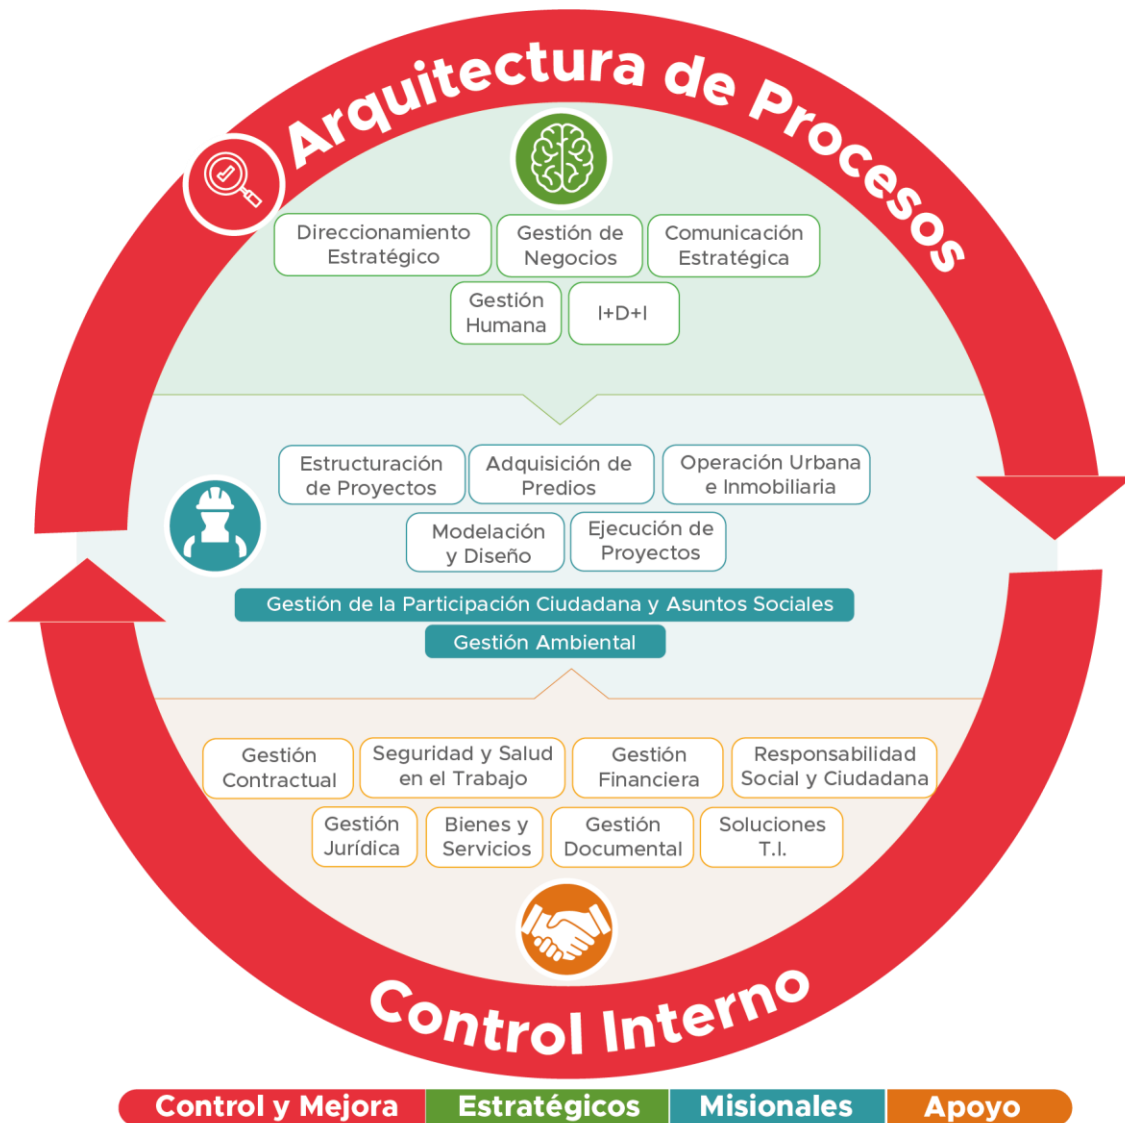 Arquitectura de Procesos
Direccionamiento
Estratégico
Gestión de
Negocios
Comunicación
Estratégica
Gestión
Humana
I+D+I
Estructuración
de Proyectos
Adquisición de
Predios
Operación Urbana
e Inmobiliaria
Modelación
y Diseño
Ejecución de
Proyectos
Gestión de la Participación Ciudadana y Asuntos Sociales
Gestión Ambiental
Gestión
Contractual
Seguridad y Salud
en el Trabajo
Gestión
Financiera
Responsabilidad
Social y Ciudadana
Gestión
Jurídica
Bienes y
Servicios
Gestión
Documental
Soluciones
T.I.
Control Interno
Control y Mejora
Estratégicos
Misionales
Apoyo